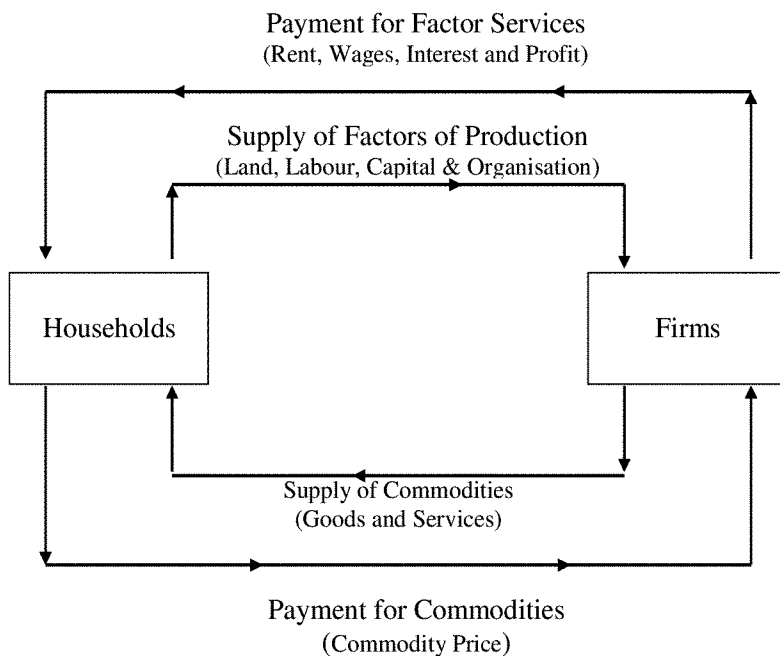 Payment for Factor Services
(Rent, Wages, Interest and Profit)
Supply of Factors of Production
(Land, Labour, Capital & Organisation)
Households
Firms
Supply of Commodities
(Goods and Services)
Payment for Commodities
(Commodity Price)